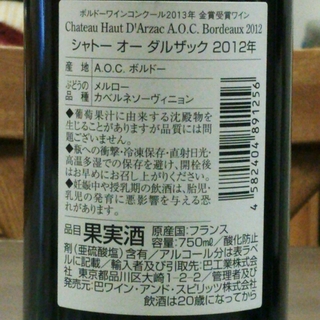 ボルドーワインコンクール2013年 金賞受賞ワイン
Chateau Haut D'Arzac A.O.C. Bordeaux 2012
シャトー オー ダルザック 2012年
産 地 A.O.C. ボルドー
ぶどうの品種 メルロー
カベルネソーヴィニョン
◆葡萄果汁に由来する沈殿物を
生じることがありますが品質には問
題ございません。
◆瓶への衝撃・冷凍保存・直射日光・
高温多湿での保存を避け、開栓後
はお早めにお召し上がりください。
◆妊娠中や授乳期の飲酒は、胎児・
乳児の発育に悪影響を与える恐れ
があります。
4 582404 891256
品目 果実酒 原産国:フランス
容量:750ml/酸化防止
剤(亜硫酸塩)含有/アルコール分は表ラベ
ルに記載/輸入者及び引取先:巴工業株式会
社 東京都品川区大崎1-2-2/管理者及び
発売元:巴ワイン・アンド・スピリッツ株式会社
飲酒は20歳になってから